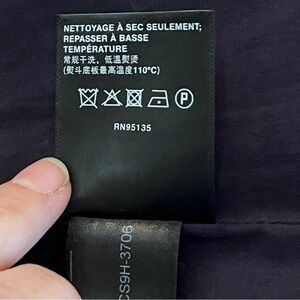 NETTOYAGE À SEC SEULEMENT;
REPASSER À BASSE
TEMPÉRATURE
常规干洗，低温熨烫
(熨斗底板最高温度110°C)
P
RN95135
CS9H-3706